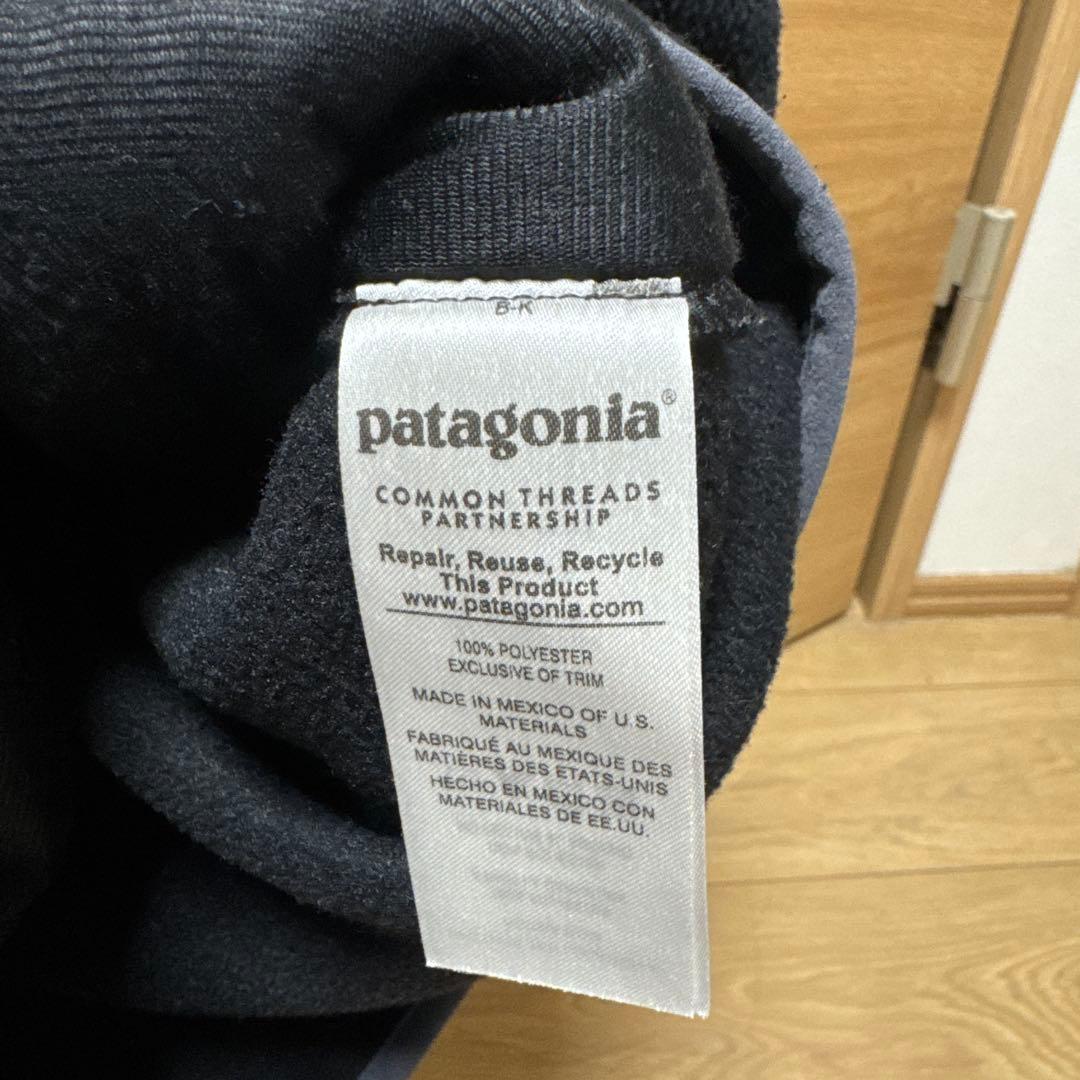 B-K
patagonia®
COMMON THREADS
PARTNERSHIP
Repair, Reuse, Recycle
This Product
www.patagonia.com
100% POLYESTER
EXCLUSIVE OF TRIM
MADE IN MEXICO OF U.S.
MATERIALS
FABRIQUÉ AU MEXIQUE DES
MATIÈRES DES ETATS-UNIS
HECHO EN MEXICO CON
MATERIALES DE EE.UU.